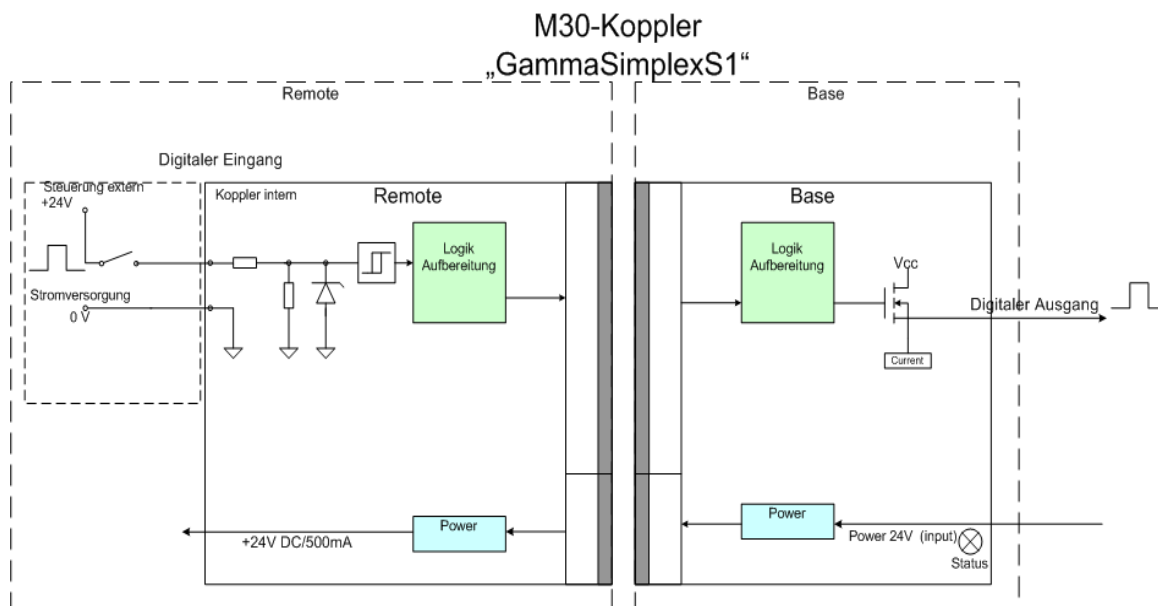 M30-Koppler
„GammaSimplexS1“
Remote
Base
Digitaler Eingang
Steuerung extern
+24V
Koppler intern
Remote
Base
Logik
Aufbereitung
Logik
Aufbereitung
Vcc
Stromversorgung
0 V
Digitaler Ausgang
Current
Power
+24V DC/500mA
Power
Power 24V (input)
Status